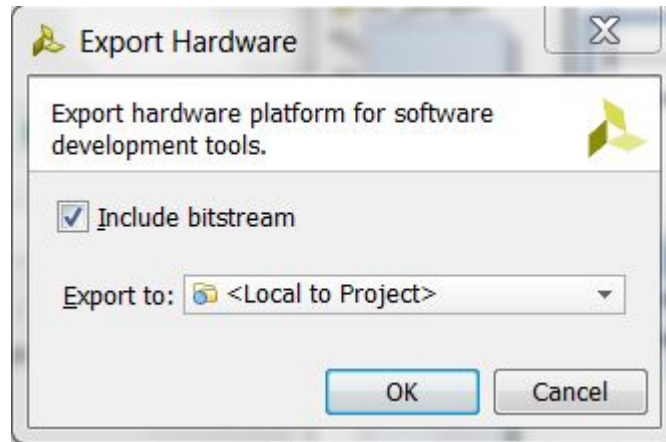 Export Hardware
Export hardware platform for software
development tools.
Include bitstream
Export to: <Local to Project>
OK Cancel